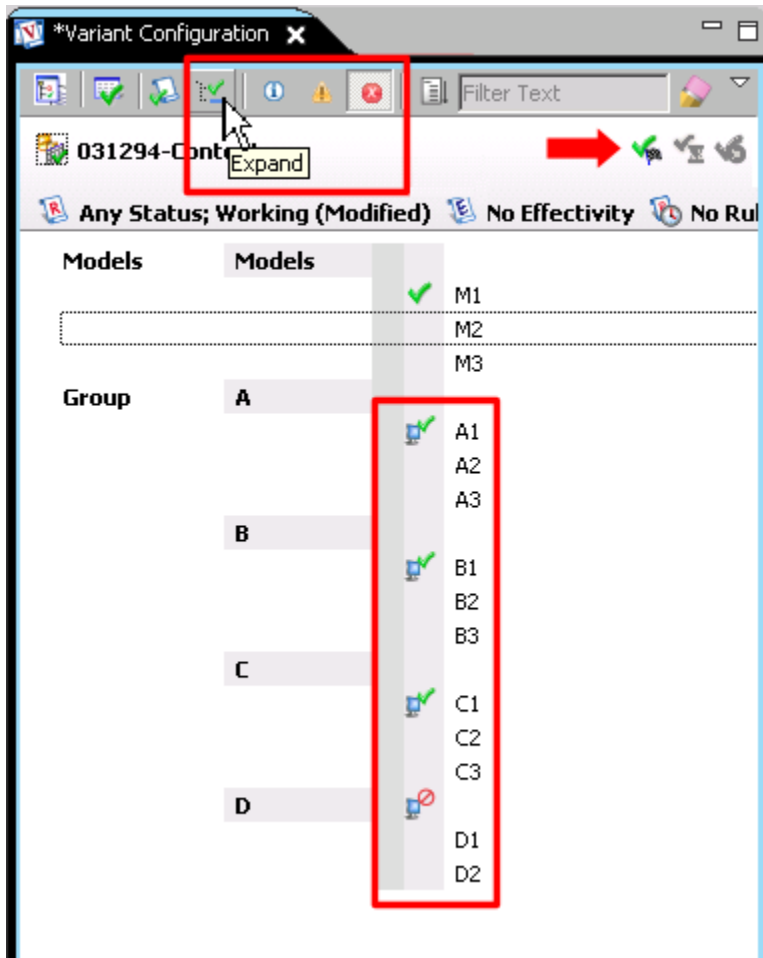 *Variant Configuration
Filter Text
031294-Cont
Expand
Any Status; Working (Modified) No Effectivity No Rul
Models Models
M1
M2
M3
Group A
A1
A2
A3
B
B1
B2
B3
C
C1
C2
C3
D
D1
D2